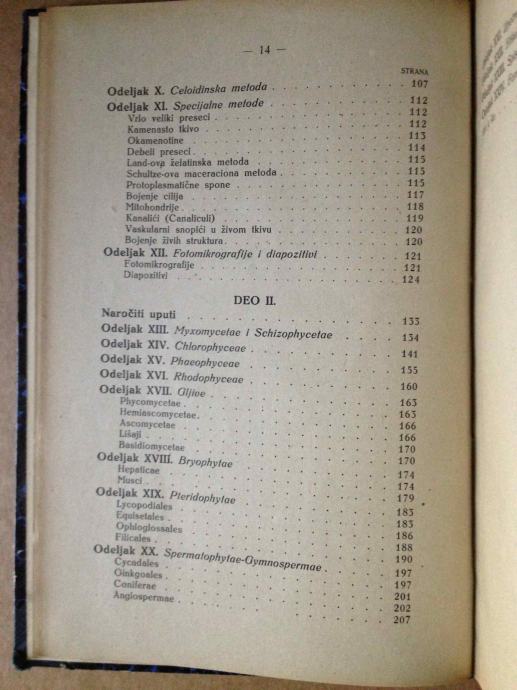 — 14 —
STRANA
Odeljak X. Celoidinska metoda . . . 107
Odeljak XI. Specijalne metode . . . 112
Vrlo veliki preseci . . . 112
Kamenasto tkivo . . . 112
Okamenotine . . . 113
Debeli preseci . . . 114
Land-ova želatinska metoda . . . 115
Schultze-ova maceraciona metoda . . . 115
Protoplasmatične spone . . . 115
Bojenje cilija . . . 117
Mitohondrije . . . 118
Kanalići (Canaliculi) . . . 119
Vaskularni snopići u živom tkivu . . . 120
Bojenje živih struktura . . . 120
Odeljak XII. Fotomikrografije i diapozitivi . . . 121
Fotomikrografije . . . 121
Diapozitivi . . . 124
DEO II.
Naročiti uputi . . . 133
Odeljak XIII. Myxomycetae i Schizophycetae . . . 134
Odeljak XIV. Chlorophyceae . . . 141
Odeljak XV. Phaeophyceae . . . 155
Odeljak XVI. Rhodophyceae . . . 160
Odeljak XVII. Gljive . . . 163
Phycomycetae . . . 163
Hemiascomycetae . . . 166
Ascomycetae . . . 166
Lišaji . . . 170
Basidiomycetae . . . 170
Odeljak XVIII. Bryophytae . . . 174
Hepaticae . . . 174
Musci . . . 179
Odeljak XIX. Pteridophytae . . . 183
Lycopodiales . . . 183
Equisetales . . . 186
Ophioglossales . . . 188
Filicales . . . 190
Odeljak XX. Spermatophytae-Gymnospermae . . . 197
Cycadales . . . 197
Ginkgoales . . . 201
Coniferae . . . 202
Angiospermae . . . 207